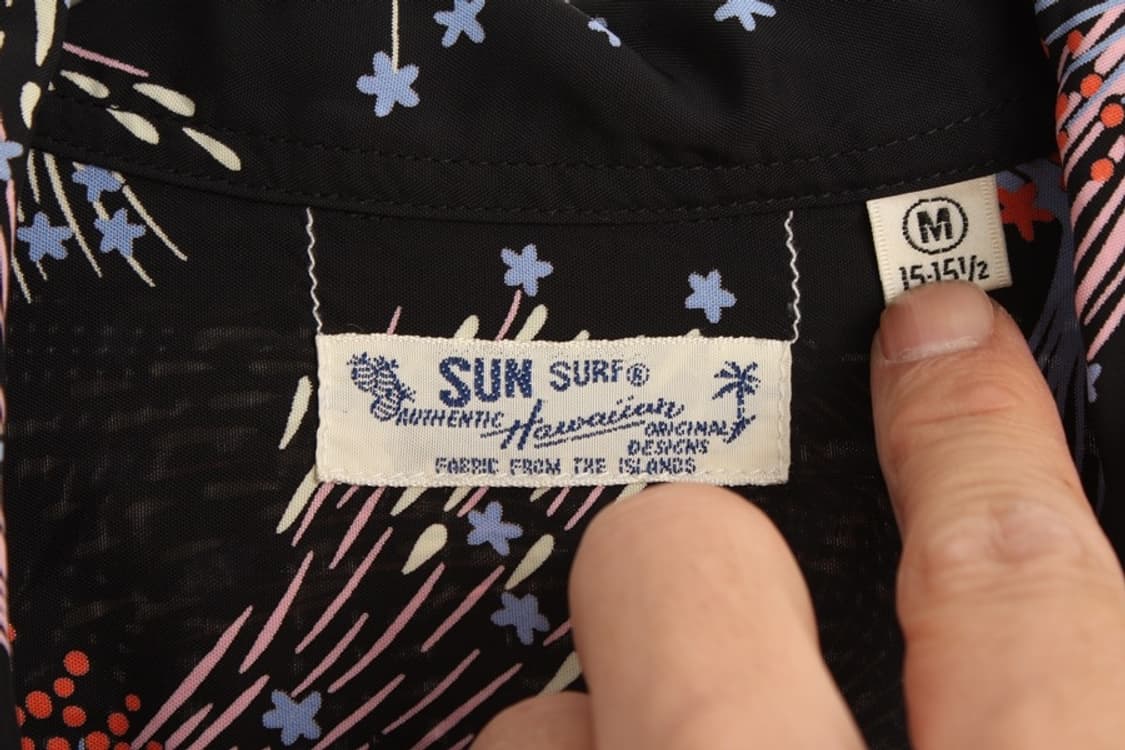 SUN SURF®
AUTHENTIC Hawaiian ORIGINAL
DESIGNS
FABRIC FROM THE ISLANDS
M
15-15½